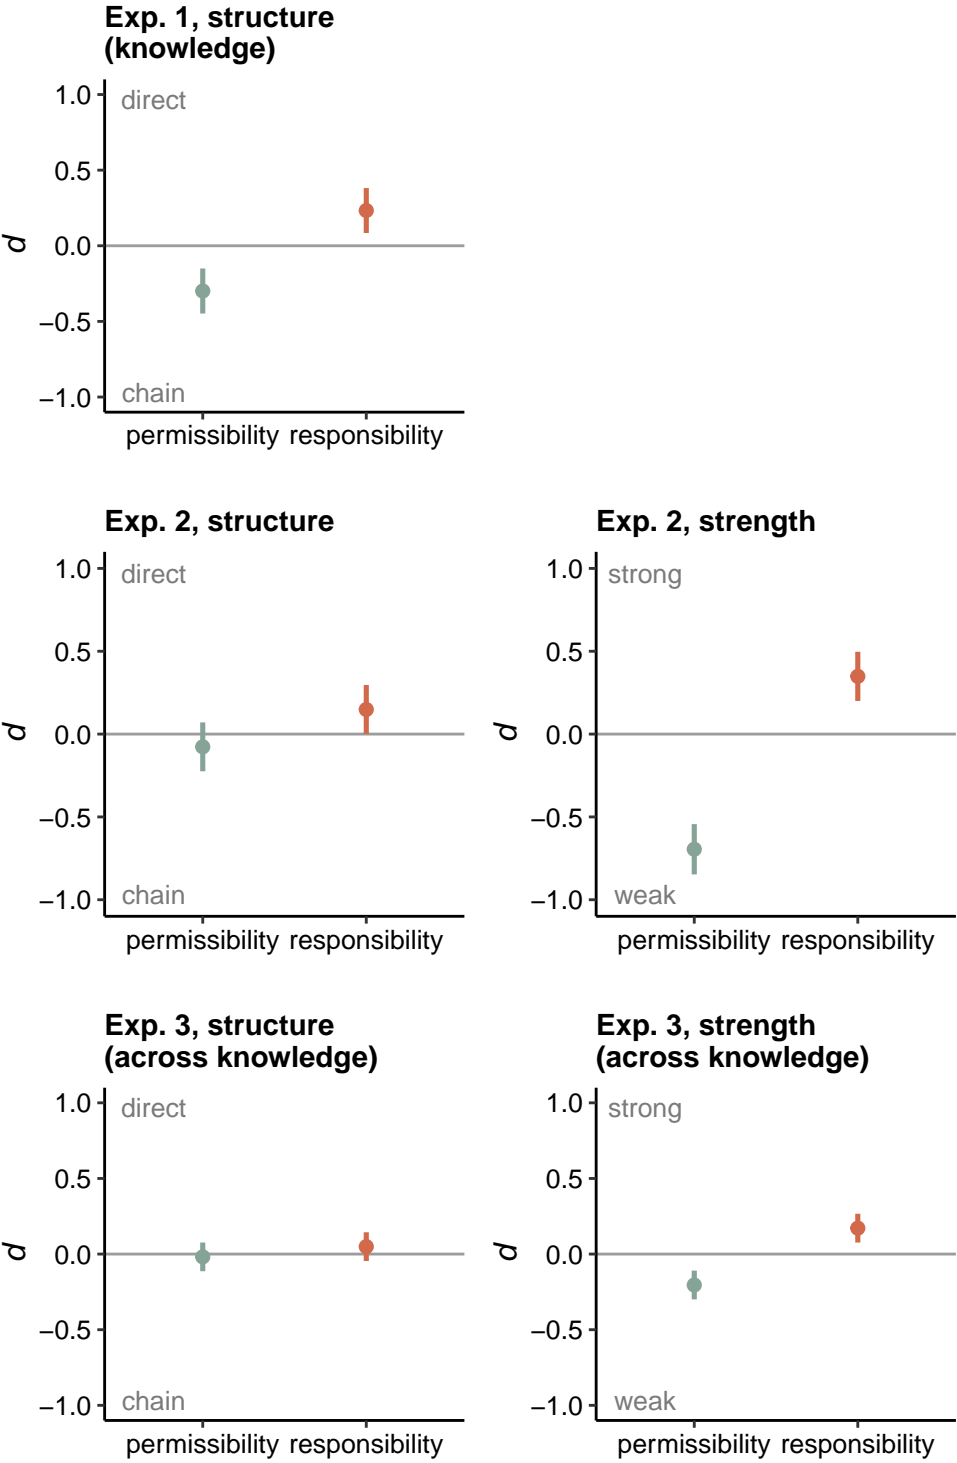 Exp. 1, structure
(knowledge)
1.0
direct
0.5
d
0.0
−0.5
chain
−1.0
permissibility responsibility
Exp. 2, structure
1.0
direct
0.5
d
0.0
−0.5
chain
−1.0
permissibility responsibility
Exp. 2, strength
1.0
strong
0.5
d
0.0
−0.5
weak
−1.0
permissibility responsibility
Exp. 3, structure
(across knowledge)
1.0
direct
0.5
d
0.0
−0.5
chain
−1.0
permissibility responsibility
Exp. 3, strength
(across knowledge)
1.0
strong
0.5
d
0.0
−0.5
weak
−1.0
permissibility responsibility